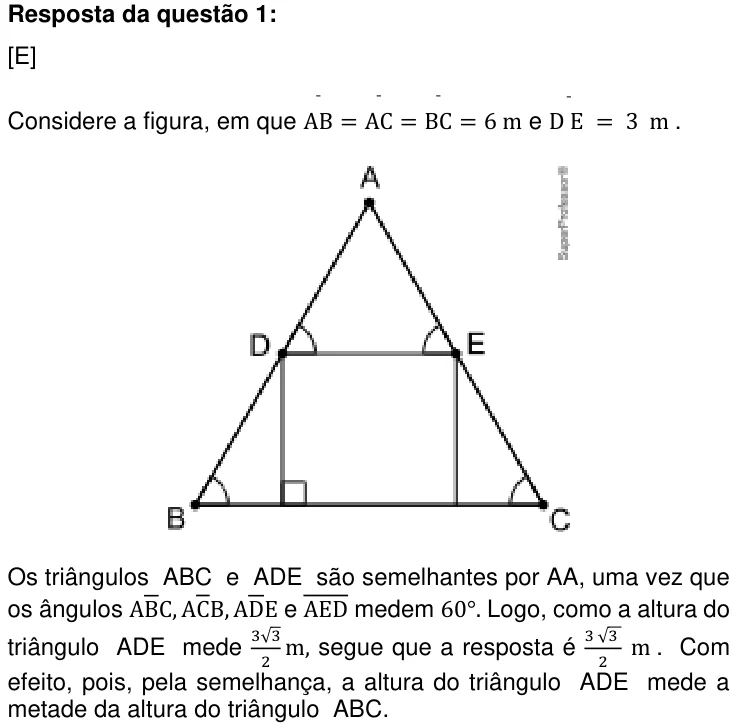 Resposta da questão 1:
[E]
Considere a figura, em que AB = AC = BC = 6 m e D E = 3 m .
A
SuperProfessor®
D
E
B
C
Os triângulos ABC e ADE são semelhantes por AA, uma vez que
os ângulos AB̅C, AC̅B, AD̅E e A̅E̅D̅ medem 60°. Logo, como a altura do
triângulo ADE mede 3√3/2 m, segue que a resposta é 3 √3/2 m . Com
efeito, pois, pela semelhança, a altura do triângulo ADE mede a
metade da altura do triângulo ABC.